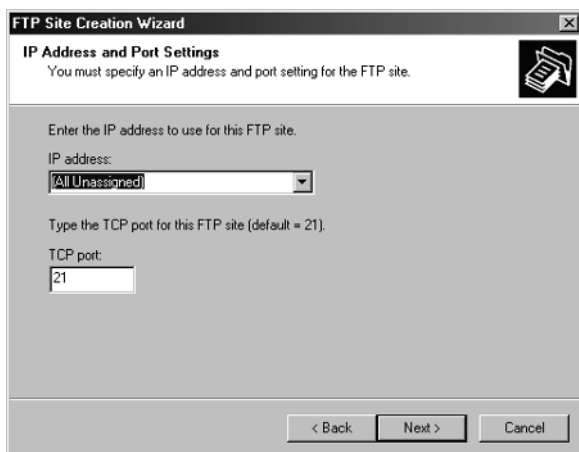 FTP Site Creation Wizard
IP Address and Port Settings
You must specify an IP address and port setting for the FTP site.
Enter the IP address to use for this FTP site.
IP address:
(All Unassigned)
Type the TCP port for this FTP site (default = 21).
TCP port:
21
< Back
Next >
Cancel